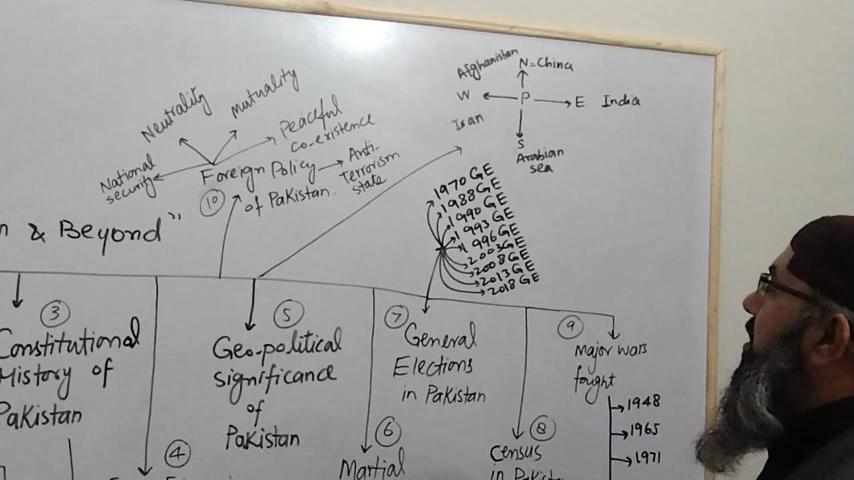 Neutrality
Mutuality
Peaceful
co-existence
National
security
Foreign Policy
of Pakistan.
Anti-
Terrorism
state
10
Afghanistan
N=China
W
P
E India
Iran
S
Arabian
sea
& Beyond"
1970 GE
1988 GE
1990 GE
1993 GE
1996 GE
2003 GE
2008 GE
2013 GE
2018 GE
3
Constitutional
History of
Pakistan
4
5
Geo-political
significance
of
Pakistan
6
Martial
7
General
Elections
in Pakistan
8
Census
in
9
Major wars
fought
1948
1965
1971